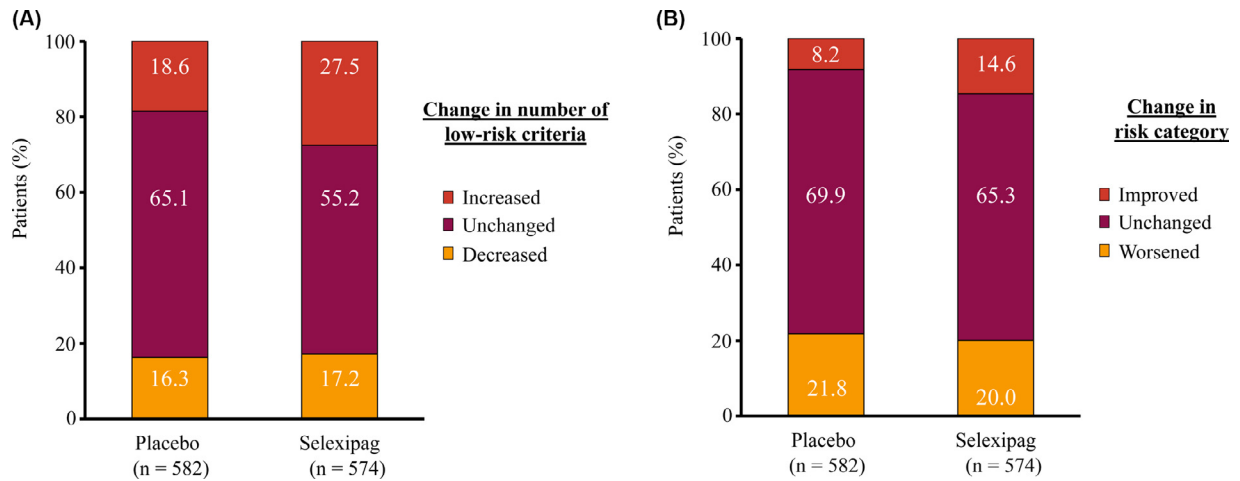 (A)
100
80
60
40
20
0
Patients (%)
18.6
65.1
16.3
27.5
55.2
17.2
Placebo
(n = 582)
Selexipag
(n = 574)
Change in number of
low-risk criteria
Increased
Unchanged
Decreased
(B)
100
80
60
40
20
0
Patients (%)
8.2
69.9
21.8
14.6
65.3
20.0
Placebo
(n = 582)
Selexipag
(n = 574)
Change in
risk category
Improved
Unchanged
Worsened